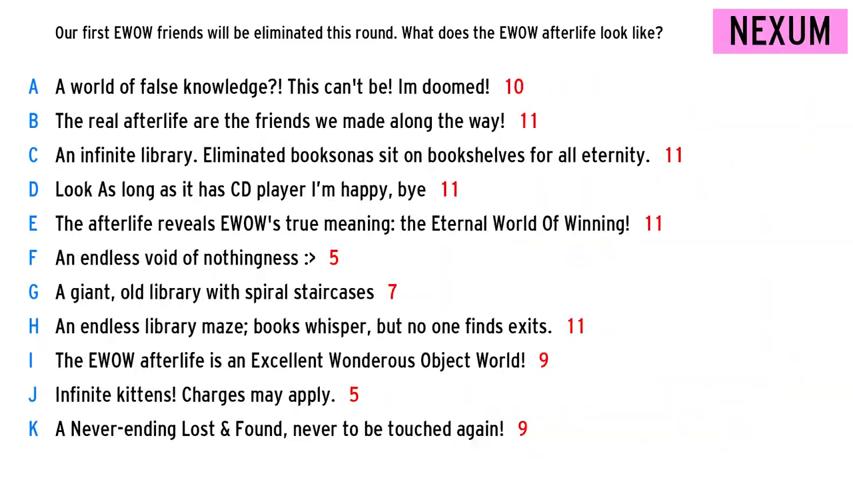 Our first EWOW friends will be eliminated this round. What does the EWOW afterlife look like?
NEXUM
A A world of false knowledge?! This can't be! Im doomed! 10
B The real afterlife are the friends we made along the way! 11
C An infinite library. Eliminated booksonas sit on bookshelves for all eternity. 11
D Look As long as it has CD player I'm happy, bye 11
E The afterlife reveals EWOW's true meaning: the Eternal World Of Winning! 11
F An endless void of nothingness :> 5
G A giant, old library with spiral staircases 7
H An endless library maze; books whisper, but no one finds exits. 11
I The EWOW afterlife is an Excellent Wonderous Object World! 9
J Infinite kittens! Charges may apply. 5
K A Never-ending Lost & Found, never to be touched again! 9